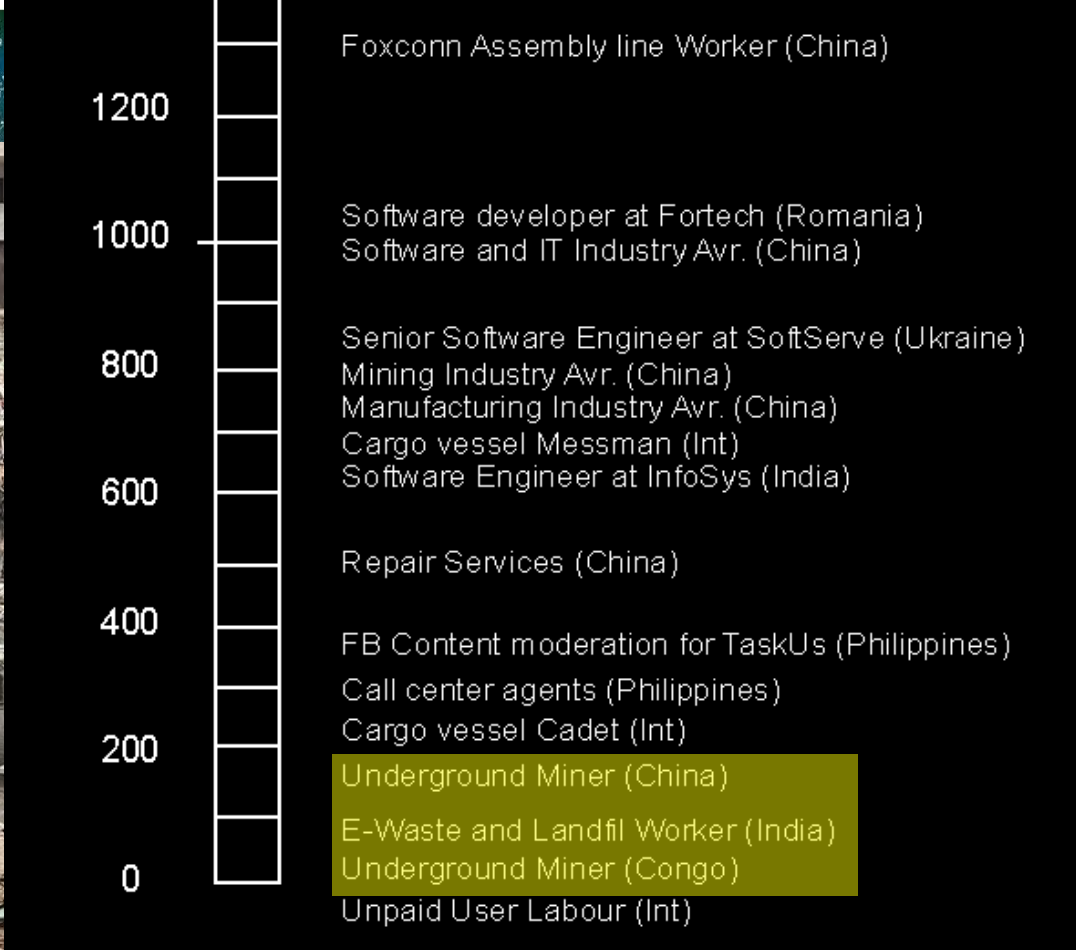 Foxconn Assembly line Worker (China)
1200
1000
Software developer at Fortech (Romania)
Software and IT Industry Avr. (China)
800
Senior Software Engineer at SoftServe (Ukraine)
Mining Industry Avr. (China)
Manufacturing Industry Avr. (China)
Cargo vessel Messman (Int)
Software Engineer at InfoSys (India)
600
Repair Services (China)
400
FB Content moderation for TaskUs (Philippines)
Call center agents (Philippines)
Cargo vessel Cadet (Int)
200
Underground Miner (China)
E-Waste and Landfil Worker (India)
Underground Miner (Congo)
0
Unpaid User Labour (Int)